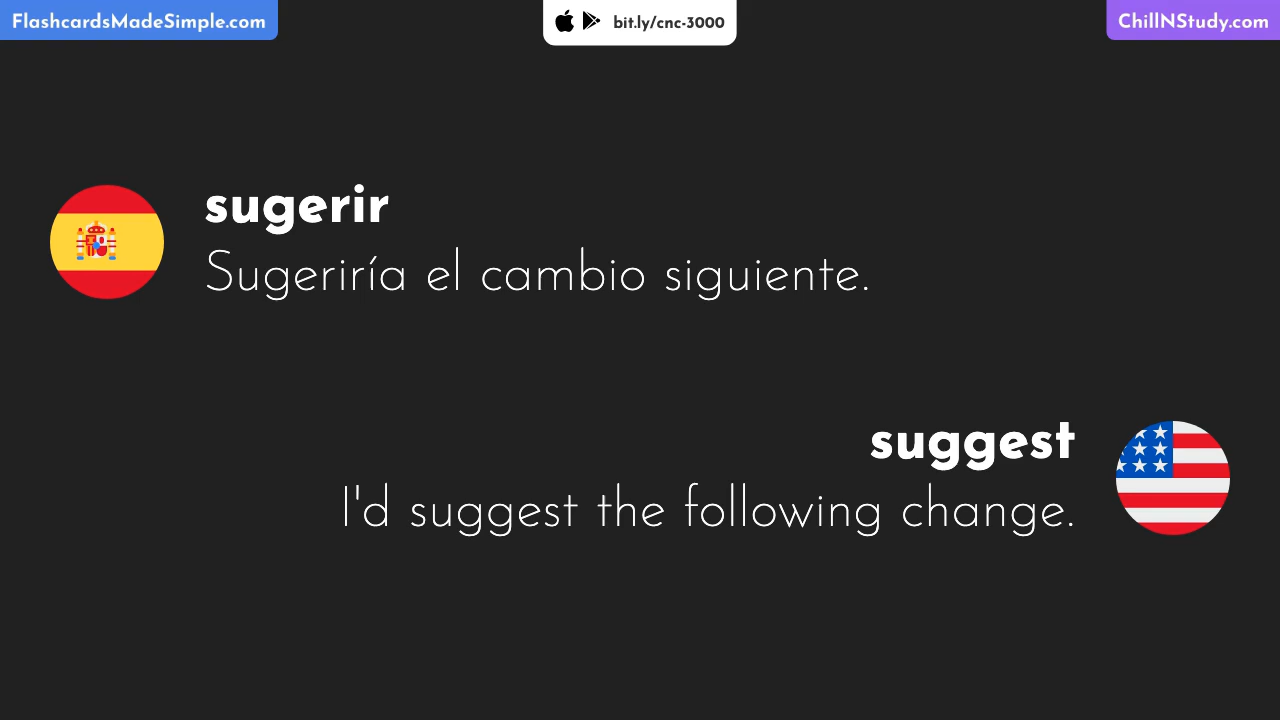 FlashcardsMadeSimple.com
bit.ly/cnc-3000
ChillNStudy.com
sugerir
Sugeriría el cambio siguiente.
suggest
I'd suggest the following change.